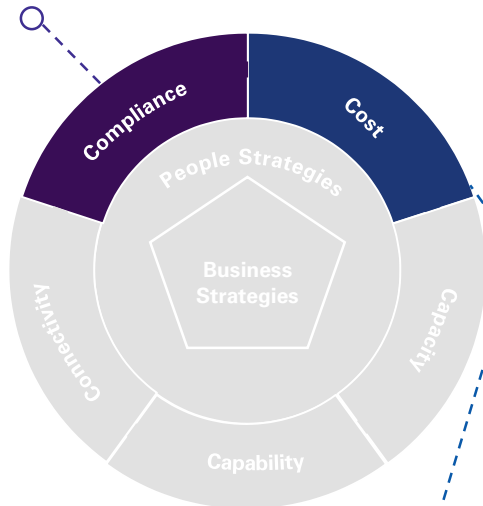 Compliance
Cost
People Strategies
Business
Strategies
Connectivity
Capacity
Capability